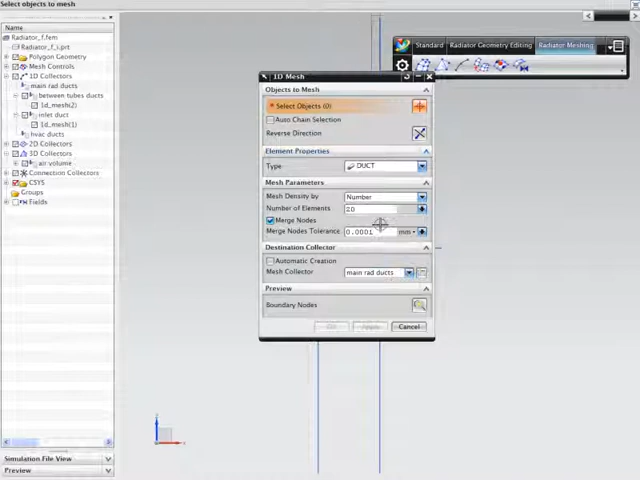 Select objects to mesh
Name
Radiator_f.fem
Radiator_f_i.prt
Polygon Geometry
Mesh Controls
1D Collectors
main rad ducts
between tubes ducts
1d_mesh(2)
inlet duct
1d_mesh(1)
hvac ducts
2D Collectors
3D Collectors
air volume
Connection Collectors
CSYS
Groups
Fields
Simulation File View
Preview
Standard
Radiator Geometry Editing
Radiator Meshing
1D Mesh
Objects to Mesh
* Select Objects (0)
Auto Chain Selection
Reverse Direction
Element Properties
Type
DUCT
Mesh Parameters
Mesh Density by
Number
Number of Elements
20
Merge Nodes
Merge Nodes Tolerance
0.0001
mm
Destination Collector
Automatic Creation
Mesh Collector
main rad ducts
Preview
Boundary Nodes
OK
Apply
Cancel